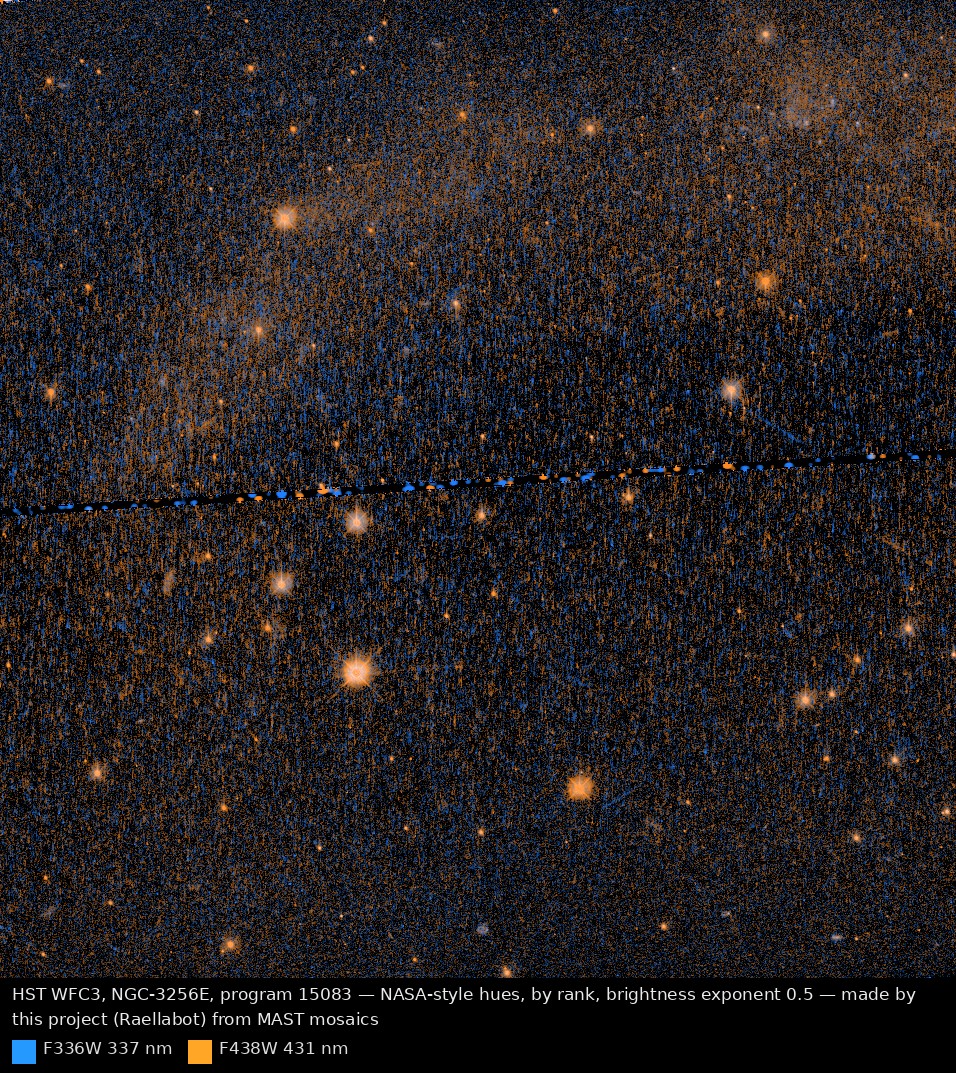 HST WFC3, NGC-3256E, program 15083 — NASA-style hues, by rank, brightness exponent 0.5 — made by
this project (Raellabot) from MAST mosaics
F336W 337 nm F438W 431 nm